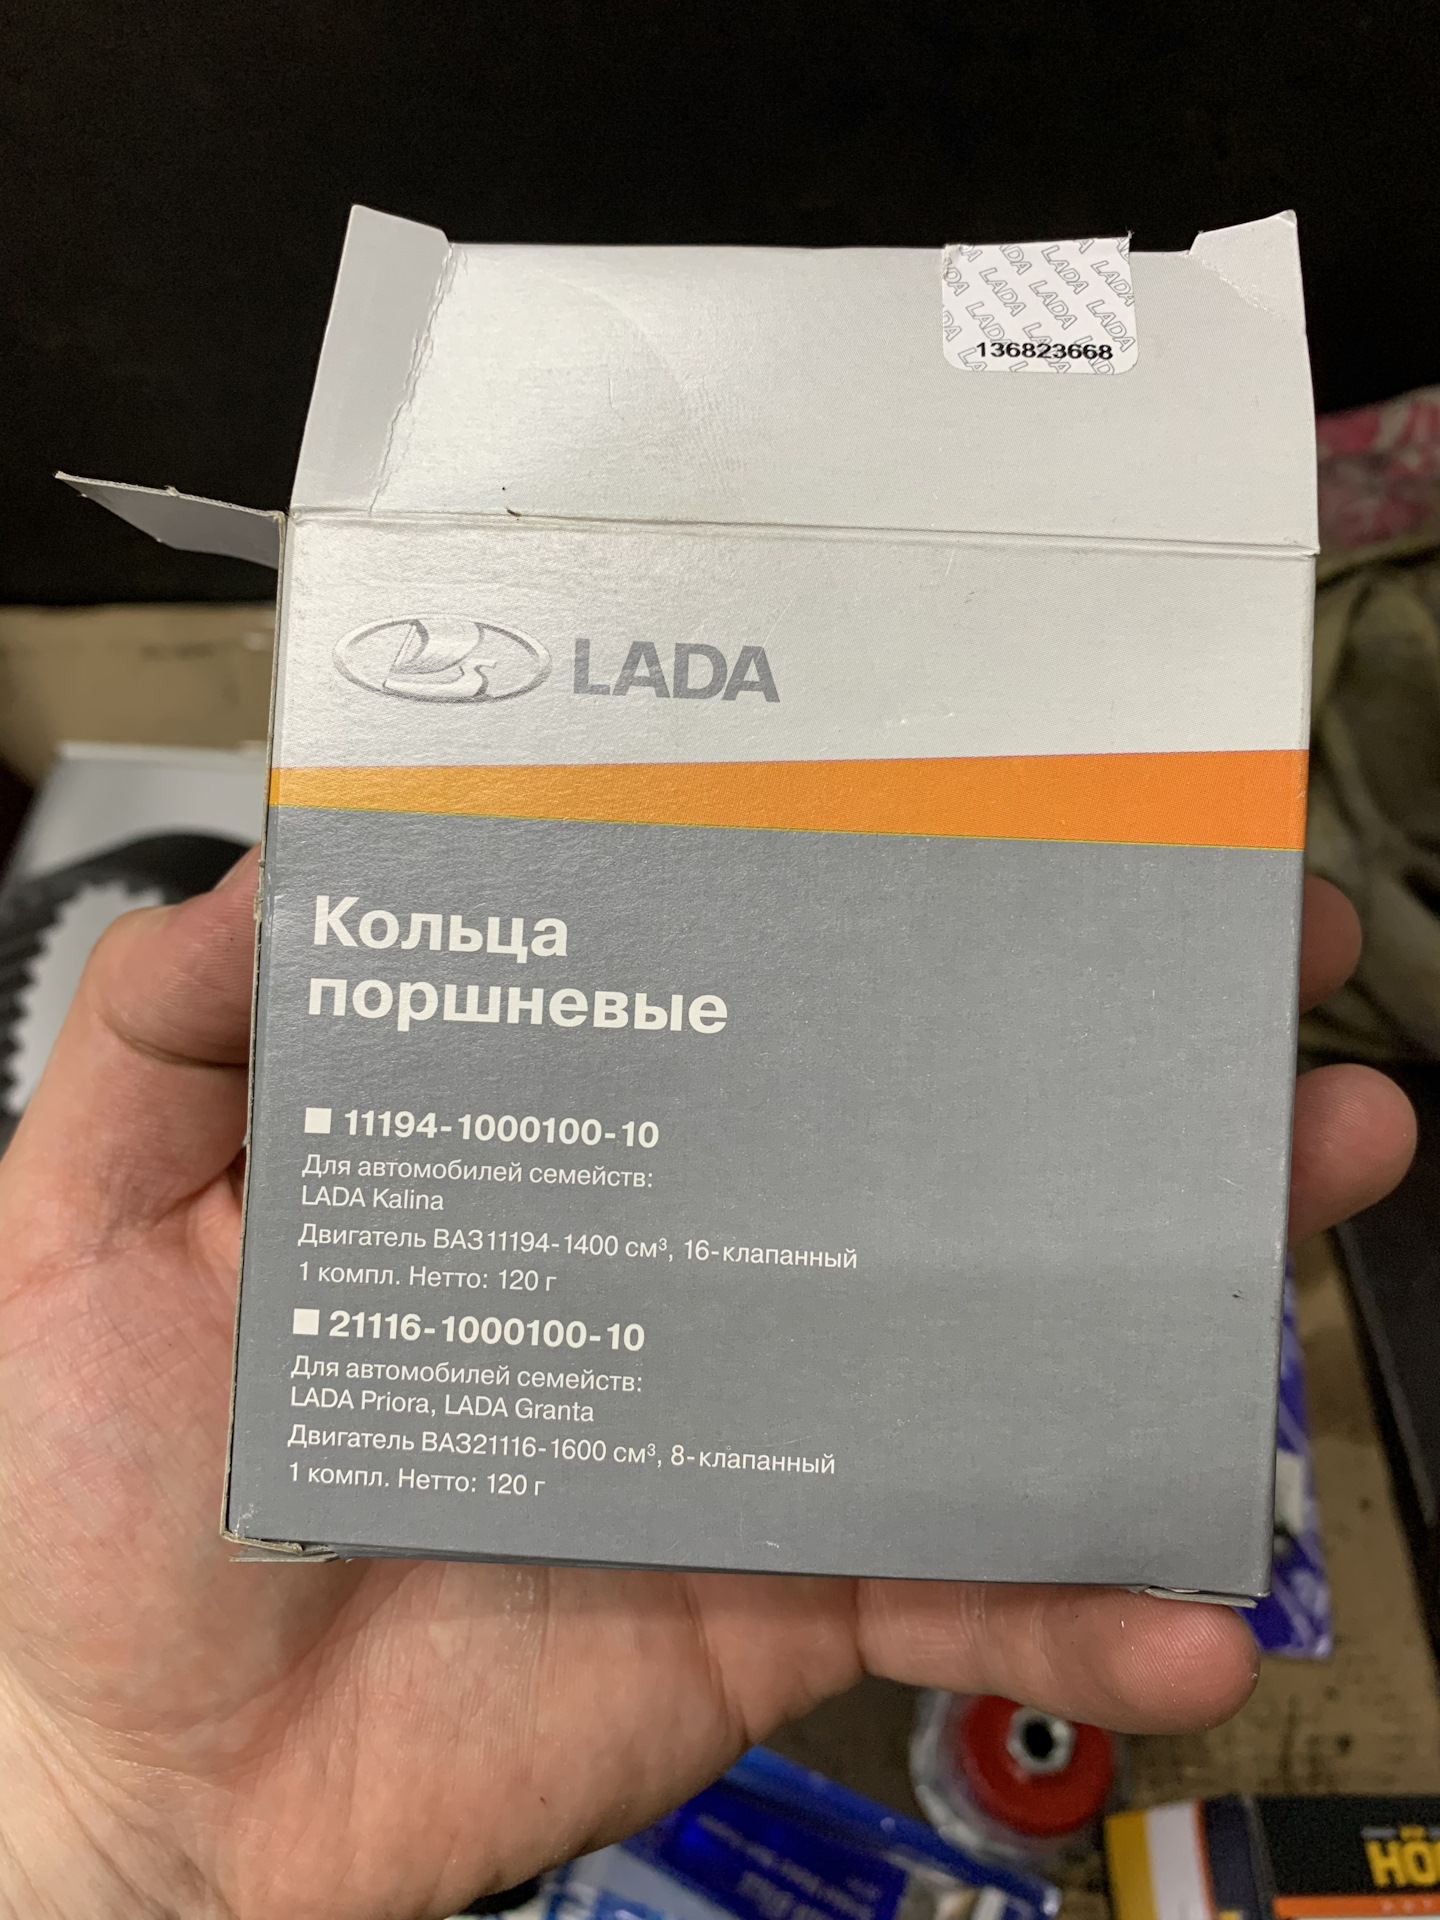 136823668
LADA
Кольца
поршневые
11194-1000100-10
Для автомобилей семейств:
LADA Kalina
Двигатель ВАЗ11194-1400 см³, 16-клапанный
1 компл. Нетто: 120 г
21116-1000100-10
Для автомобилей семейств:
LADA Priora, LADA Granta
Двигатель ВАЗ21116-1600 см³, 8-клапанный
1 компл. Нетто: 120 г